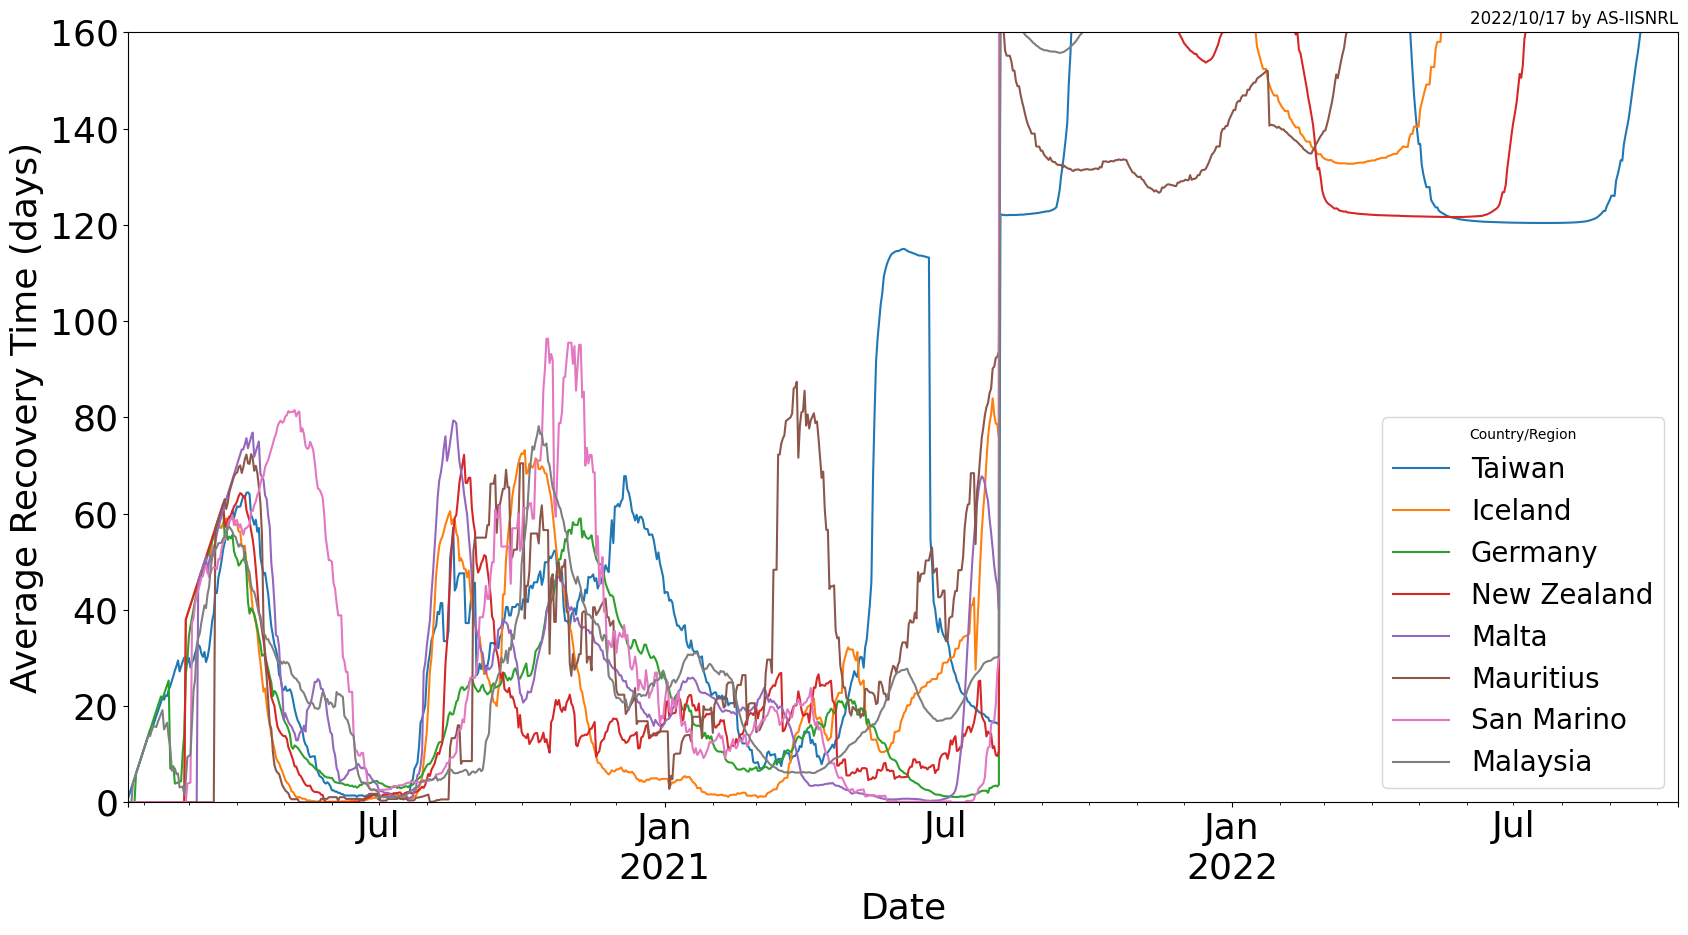 2022/10/17 by AS-IISNRL
Average Recovery Time (days)
160
140
120
100
80
60
40
20
0
Country/Region
Taiwan
Iceland
Germany
New Zealand
Malta
Mauritius
San Marino
Malaysia
Jul
Jan
2021
Jul
Jan
2022
Jul
Date